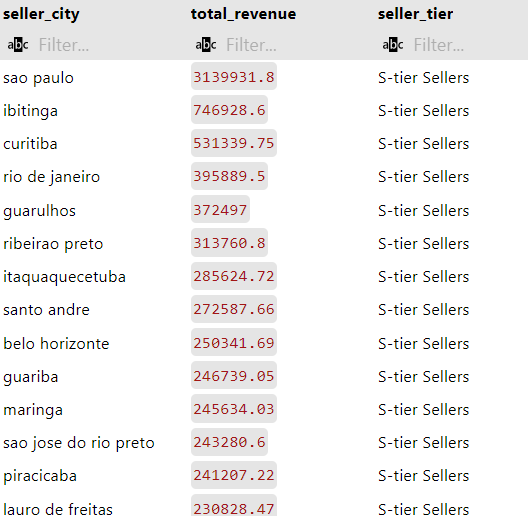 seller_city total_revenue seller_tier
abc Filter... abc Filter... abc Filter...
sao paulo 3139931.8 S-tier Sellers
ibitinga 746928.6 S-tier Sellers
curitiba 531339.75 S-tier Sellers
rio de janeiro 395889.5 S-tier Sellers
guarulhos 372497 S-tier Sellers
ribeirao preto 313760.8 S-tier Sellers
itaquaquecetuba 285624.72 S-tier Sellers
santo andre 272587.66 S-tier Sellers
belo horizonte 250341.69 S-tier Sellers
guariba 246739.05 S-tier Sellers
maringa 245634.03 S-tier Sellers
sao jose do rio preto 243280.6 S-tier Sellers
piracicaba 241207.22 S-tier Sellers
lauro de freitas 230828.47 S-tier Sellers